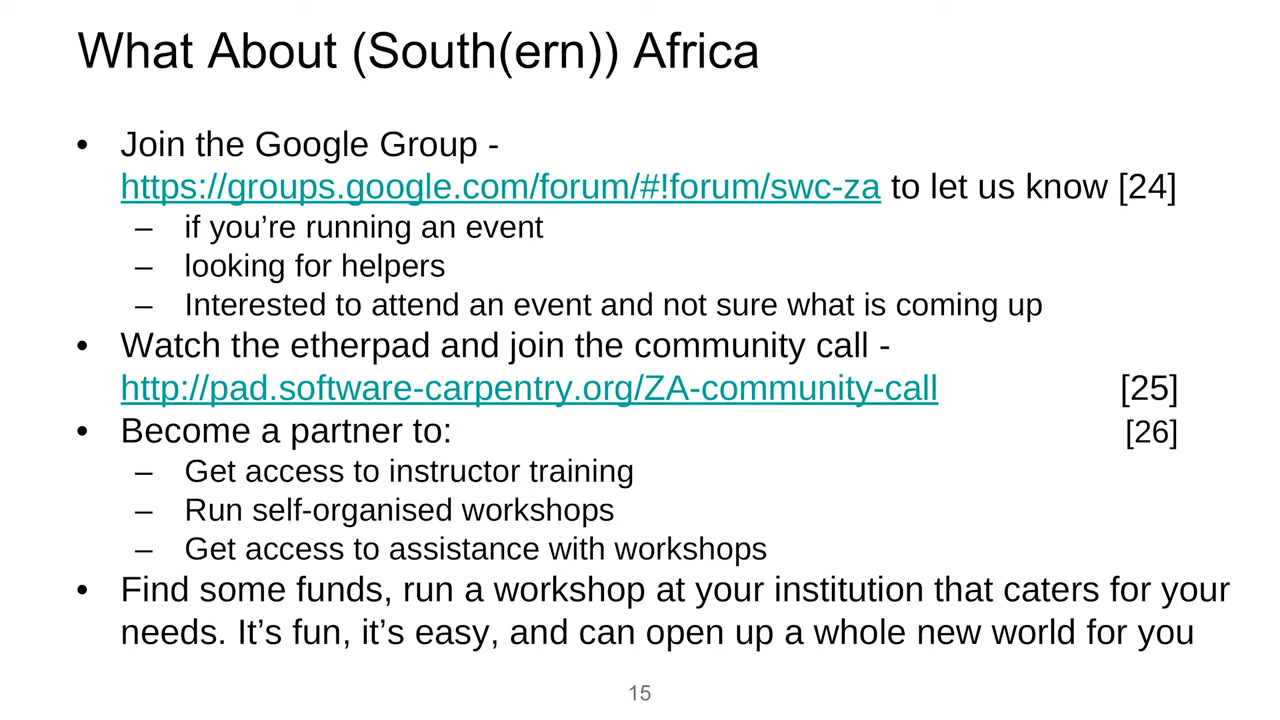 What About (South(ern)) Africa
• Join the Google Group -
https://groups.google.com/forum/#!forum/swc-za to let us know [24]
– if you’re running an event
– looking for helpers
– Interested to attend an event and not sure what is coming up
• Watch the etherpad and join the community call -
http://pad.software-carpentry.org/ZA-community-call [25]
• Become a partner to: [26]
– Get access to instructor training
– Run self-organised workshops
– Get access to assistance with workshops
• Find some funds, run a workshop at your institution that caters for your
needs. It’s fun, it’s easy, and can open up a whole new world for you
15